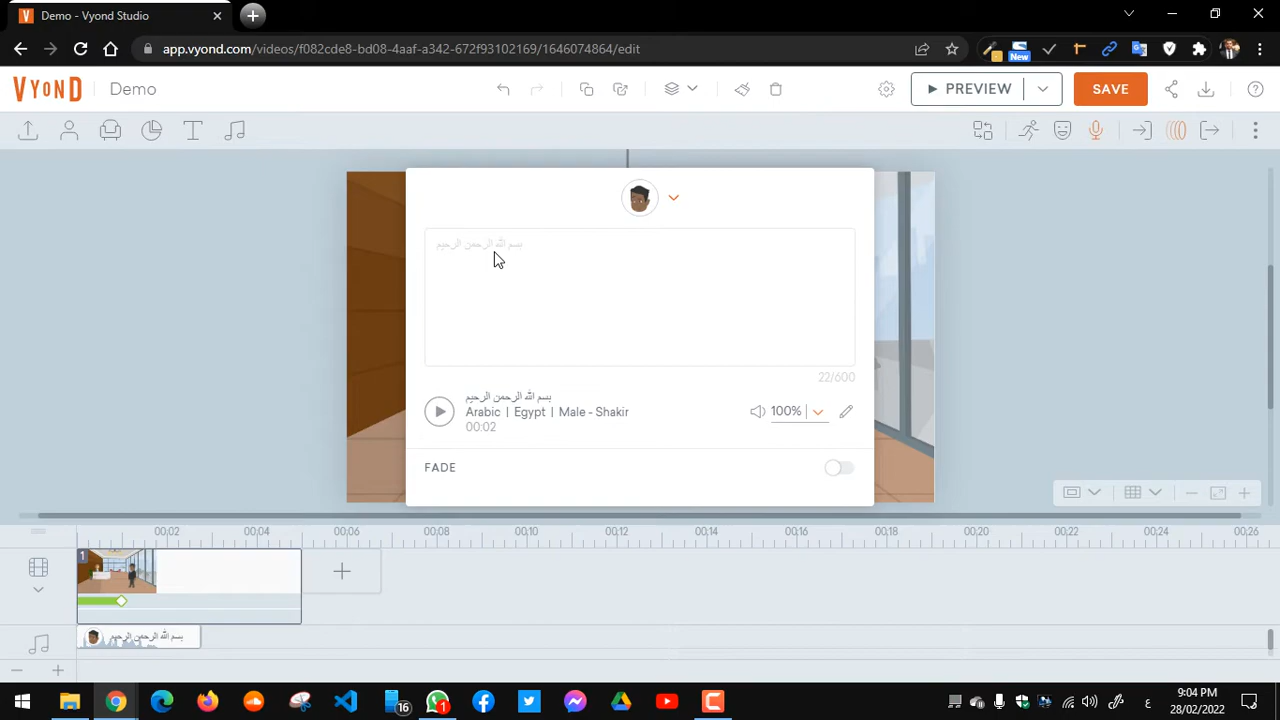 Demo - Vyond Studio
app.vyond.com/videos/f082cde8-bd08-4aaf-a342-672f93102169/1646074864/edit
New
VYOND
Demo
PREVIEW
SAVE
بسم الله الرحمن الرحيم
22/600
بسم الله الرحمن الرحيم
Arabic | Egypt | Male - Shakir
00:02
100%
FADE
00:02 00:04 00:06 00:08 00:10 00:12 00:14 00:16 00:18 00:20 00:22 00:24 00:26
1
بسم الله الرحمن الرحيم
16
1
ع
9:04 PM
28/02/2022